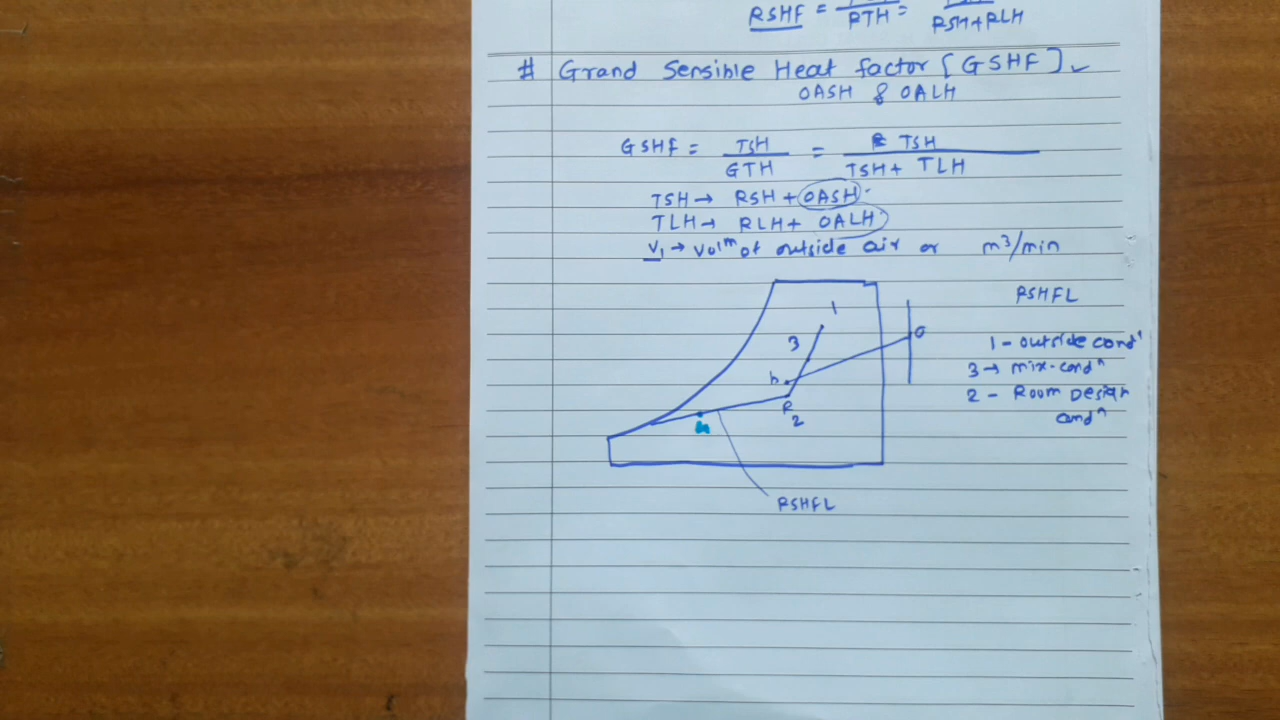 RSHF = / RTH = / RSH+RLH
# Grand Sensible Heat factor [GSHF]
OASH & OALH
GSHF = TSH / GTH = TSH / TSH + TLH
TSH → RSH + OASH
TLH → RLH + OALH
V₁ → volᵐ of outside air or m³/min
RSHFL
1
3
a
b
R
2
h
RSHFL
1 - outside condⁿ
3 → mix-condⁿ
2 - Room Design
condⁿ